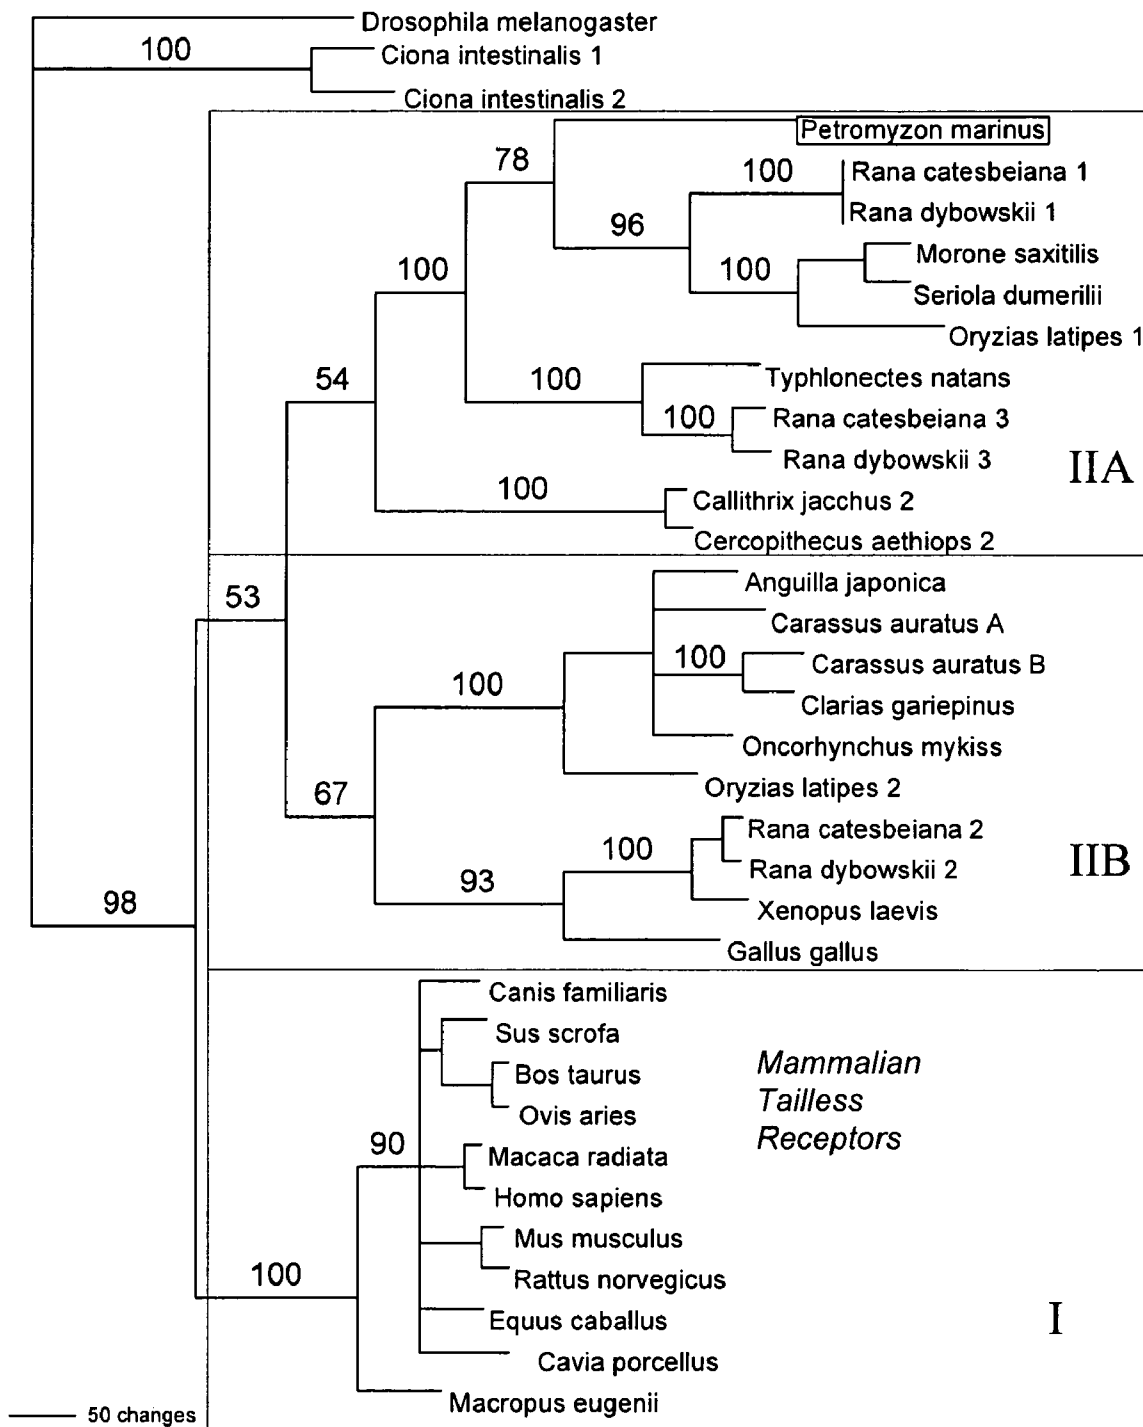 Drosophila melanogaster
100
Ciona intestinalis 1
Ciona intestinalis 2
Petromyzon marinus
78
100
Rana catesbeiana 1
Rana dybowskii 1
96
Morone saxitilis
100
100
Seriola dumerilii
Oryzias latipes 1
54
100
Typhlonectes natans
Rana catesbeiana 3
100
Rana dybowskii 3
IIA
100
Callithrix jacchus 2
Cercopithecus aethiops 2
53
Anguilla japonica
Carassus auratus A
100
Carassus auratus B
100
Clarias gariepinus
Oncorhynchus mykiss
Oryzias latipes 2
67
Rana catesbeiana 2
100
Rana dybowskii 2
IIB
93
Xenopus laevis
98
Gallus gallus
Canis familiaris
Sus scrofa
Mammalian
Bos taurus
Tailless
Ovis aries
Receptors
90
Macaca radiata
Homo sapiens
Mus musculus
100
Rattus norvegicus
Equus caballus
I
Cavia porcellus
Macropus eugenii
50 changes